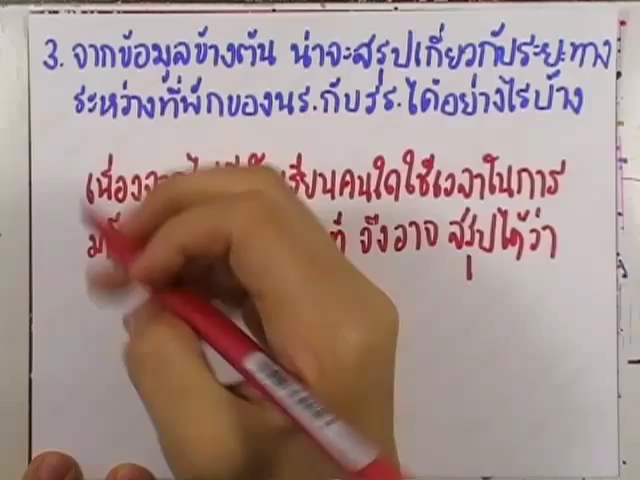 3. จากข้อมูลข้างต้น น่าจะสรุปเกี่ยวกับระยะทาง
ระหว่างที่พักของนร.กับรร.ได้อย่างไรบ้าง
เนื่องจาก เรียนคนใดใช้เวลาในการ
จึงอาจ สรุปได้ว่า